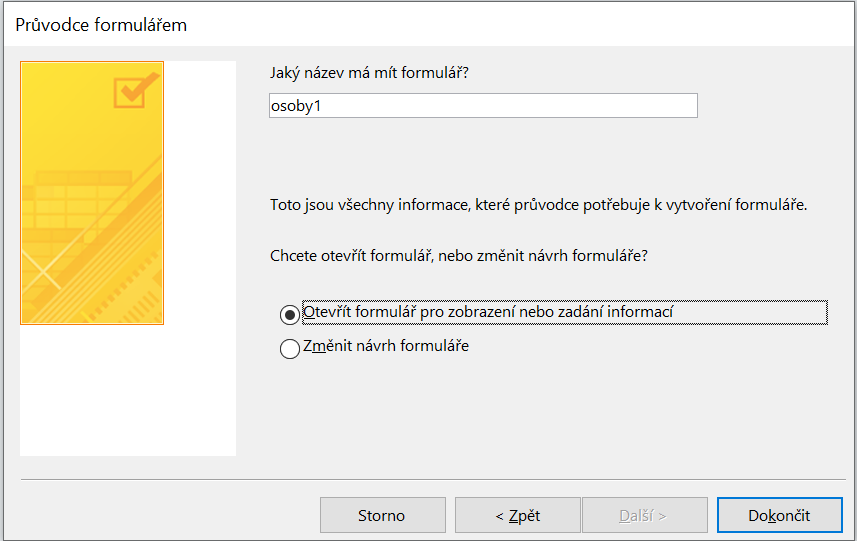 Průvodce formulářem
Jaký název má mít formulář?
osoby1
Toto jsou všechny informace, které průvodce potřebuje k vytvoření formuláře.
Chcete otevřít formulář, nebo změnit návrh formuláře?
Otevřít formulář pro zobrazení nebo zadání informací
Změnit návrh formuláře
Storno
< Zpět
Další >
Dokončit